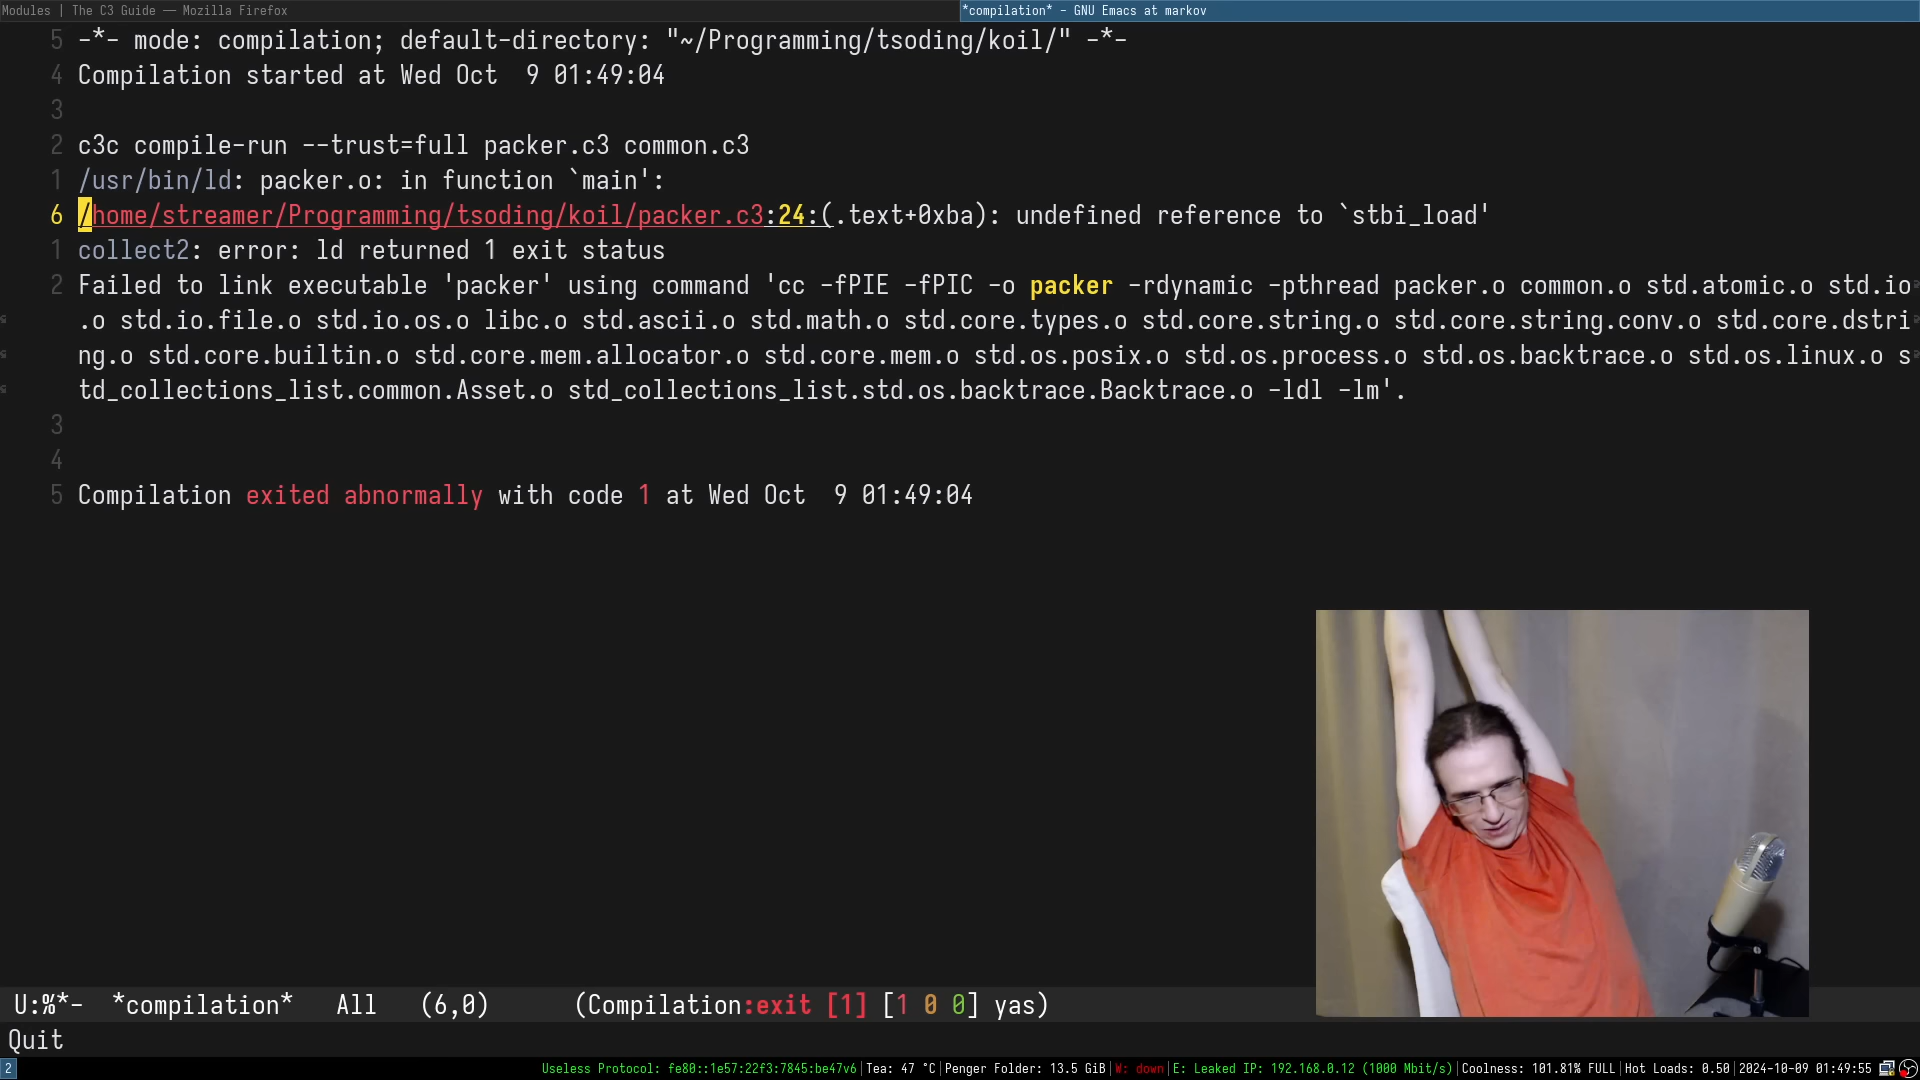 Modules | The C3 Guide — Mozilla Firefox
*compilation* - GNU Emacs at markov
5 -*- mode: compilation; default-directory: "~/Programming/tsoding/koil/" -*-
4 Compilation started at Wed Oct  9 01:49:04
3
2 c3c compile-run --trust=full packer.c3 common.c3
1 /usr/bin/ld: packer.o: in function `main':
6 /home/streamer/Programming/tsoding/koil/packer.c3:24:(.text+0xba): undefined reference to `stbi_load'
1 collect2: error: ld returned 1 exit status
2 Failed to link executable 'packer' using command 'cc -fPIE -fPIC -o packer -rdynamic -pthread packer.o common.o std.atomic.o std.io
.o std.io.file.o std.io.os.o libc.o std.ascii.o std.math.o std.core.types.o std.core.string.o std.core.string.conv.o std.core.dstri
ng.o std.core.builtin.o std.core.mem.allocator.o std.core.mem.o std.os.posix.o std.os.process.o std.os.backtrace.o std.os.linux.o s
td_collections_list.common.Asset.o std_collections_list.std.os.backtrace.Backtrace.o -ldl -lm'.
3
4
5 Compilation exited abnormally with code 1 at Wed Oct  9 01:49:04
U:%*-  *compilation*   All   (6,0)      (Compilation:exit [1] [1 0 0] yas)
Quit
2
Useless Protocol: fe80::1e57:22f3:7845:be47v6|Tea: 47 °C|Penger Folder: 13.5 GiB|W: down|E: Leaked IP: 192.168.0.12 (1000 Mbit/s)|Coolness: 101.81% FULL|Hot Loads: 0.50|2024-10-09 01:49:55